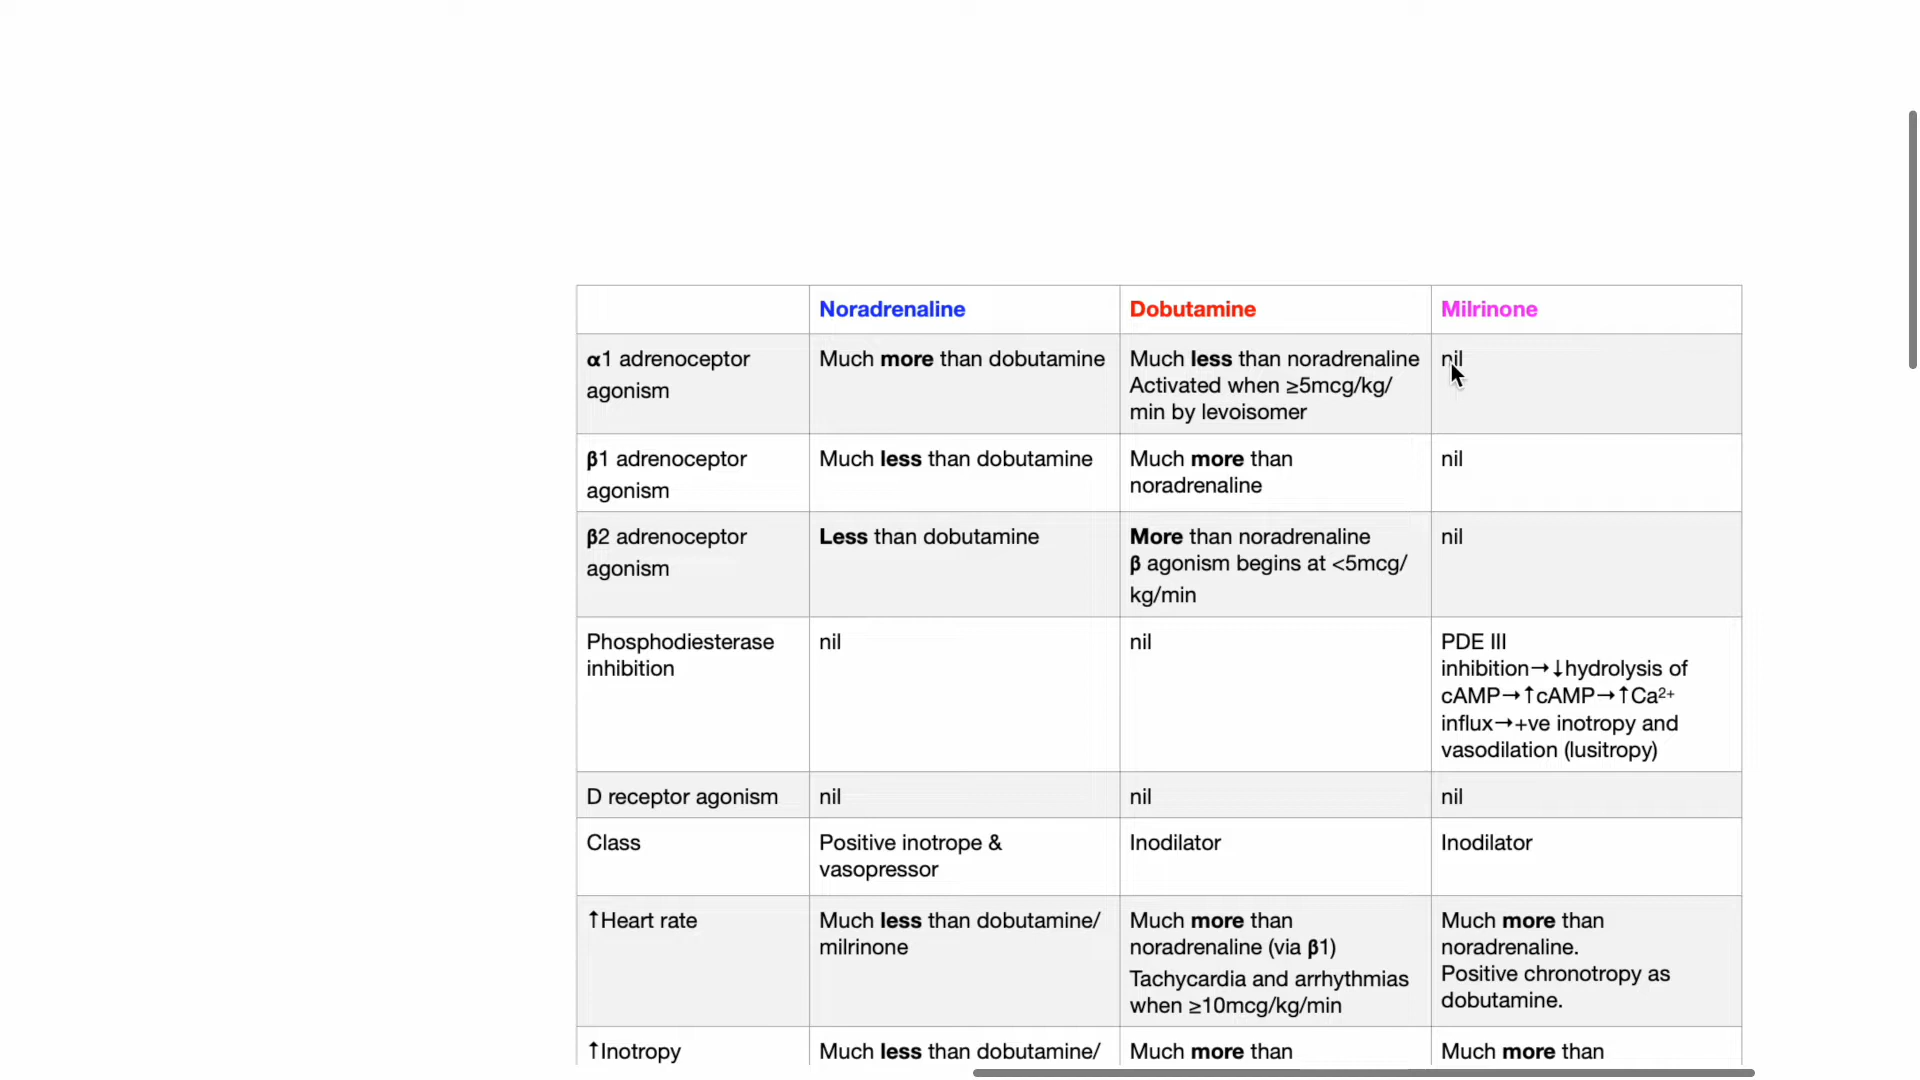 Noradrenaline Dobutamine Milrinone
α1 adrenoceptor
agonism
Much more than dobutamine
Much less than noradrenaline
Activated when ≥5mcg/kg/
min by levoisomer
nil
β1 adrenoceptor
agonism
Much less than dobutamine
Much more than
noradrenaline
nil
β2 adrenoceptor
agonism
Less than dobutamine
More than noradrenaline
β agonism begins at <5mcg/
kg/min
nil
Phosphodiesterase
inhibition
nil
nil
PDE III
inhibition→↓hydrolysis of
cAMP→↑cAMP→↑Ca²⁺
influx→+ve inotropy and
vasodilation (lusitropy)
D receptor agonism
nil
nil
nil
Class
Positive inotrope &
vasopressor
Inodilator
Inodilator
↑Heart rate
Much less than dobutamine/
milrinone
Much more than
noradrenaline (via β1)
Tachycardia and arrhythmias
when ≥10mcg/kg/min
Much more than
noradrenaline.
Positive chronotropy as
dobutamine.
↑Inotropy
Much less than dobutamine/
Much more than
Much more than